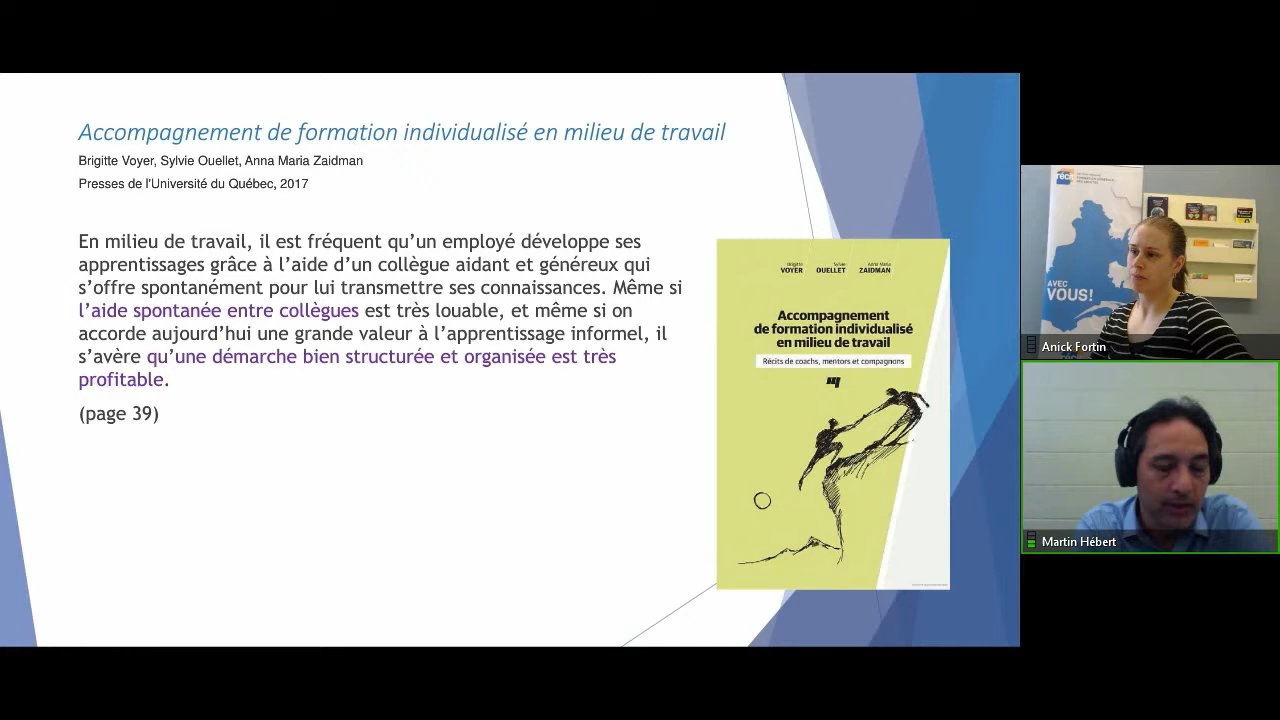 Accompagnement de formation individualisé en milieu de travail
Brigitte Voyer, Sylvie Ouellet, Anna Maria Zaidman
Presses de l'Université du Québec, 2017
En milieu de travail, il est fréquent qu'un employé développe ses
apprentissages grâce à l'aide d'un collègue aidant et généreux qui
s'offre spontanément pour lui transmettre ses connaissances. Même si
l'aide spontanée entre collègues est très louable, et même si on
accorde aujourd'hui une grande valeur à l'apprentissage informel, il
s'avère qu'une démarche bien structurée et organisée est très
profitable.
(page 39)
Brigitte VOYER Sylvie OUELLET Anna Maria ZAIDMAN
Accompagnement
de formation individualisé
en milieu de travail
Récits de coachs, mentors et compagnons
récit
AVEC
VOUS!
Anick Fortin
Martin Hébert